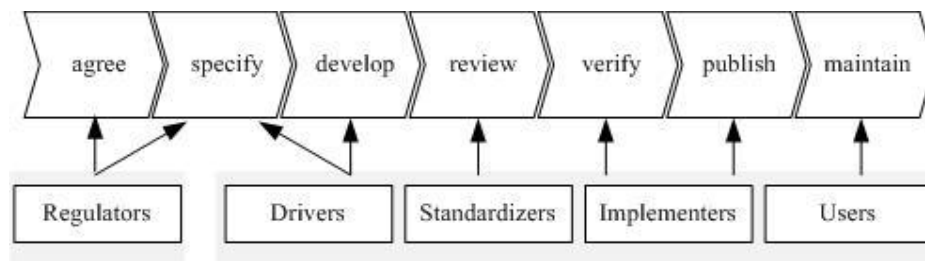 agree specify develop review verify publish maintain
Regulators Drivers Standardizers Implementers Users